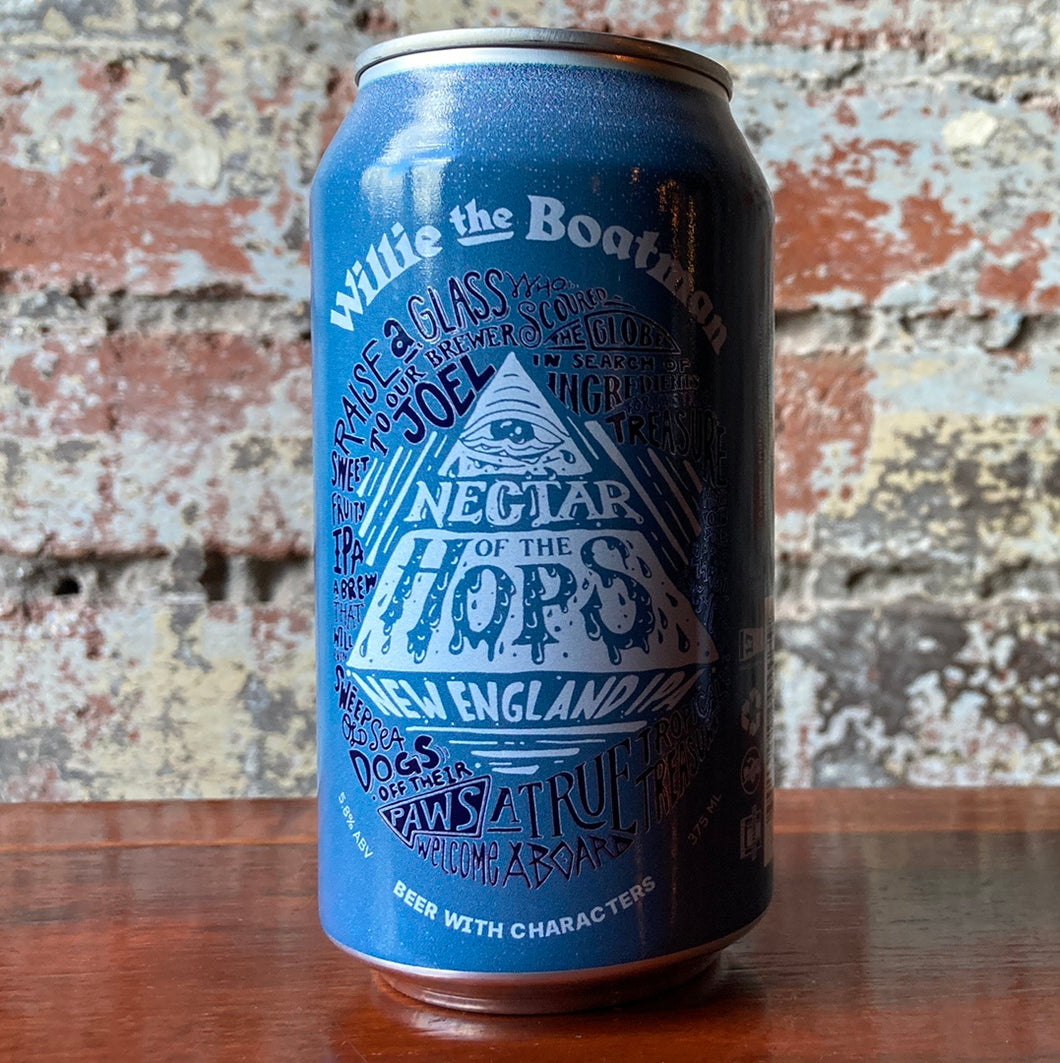 Willie the Boatman
RAISE a GLASS
TO OUR BREWER
JOEL
WHO
SCOURED
THE GLOBE
IN SEARCH OF
INGREDIENTS
TREASURE
SWEET
FRUITY
IPA
A BREW
THAT
WILL
SWEEP
OLD SEA
DOGS
OFF THEIR
PAWS
A TRUE
TREASURE
WELCOME ABOARD
NECTAR
OF THE
HOPS
NEW ENGLAND IPA
5.8% ABV
375 ML
BEER WITH CHARACTERS